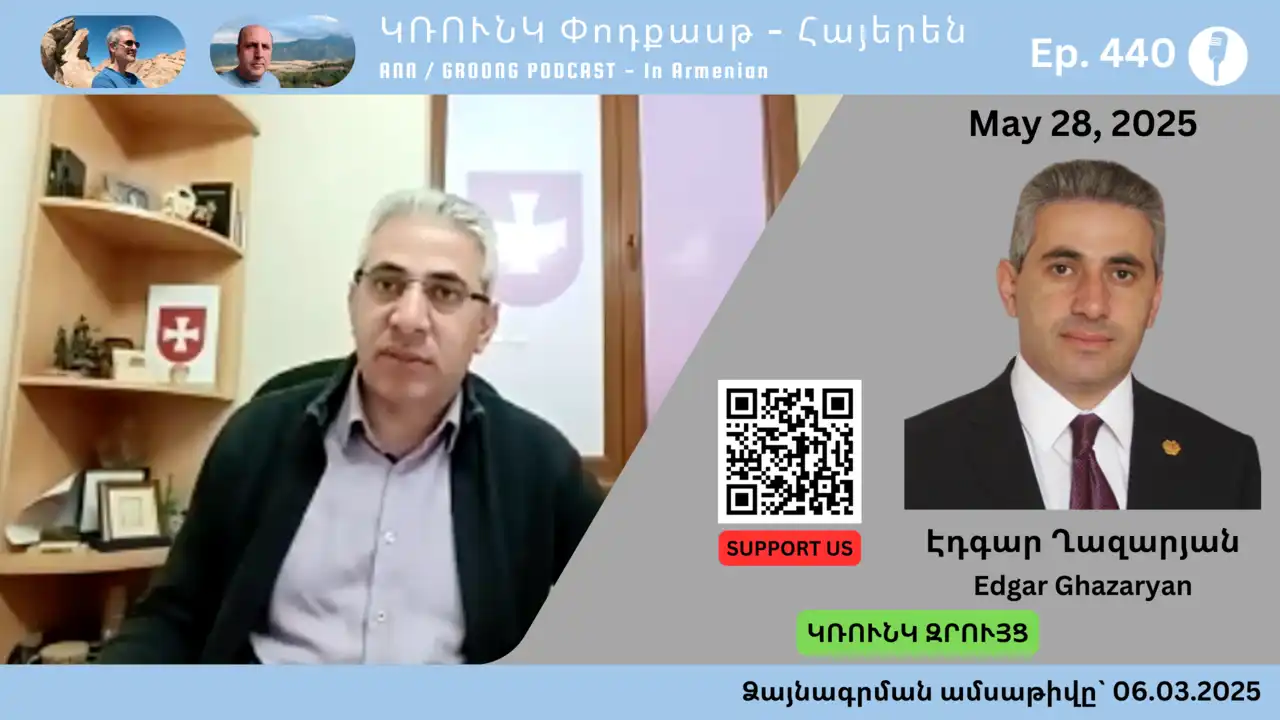 ԿՌՈՒՆԿ Փոդքասթ - Հայերեն
ANN / GROONG PODCAST - In Armenian
Ep. 440
May 28, 2025
SUPPORT US
Էդգար Ղազարյան
Edgar Ghazaryan
ԿՌՈՒՆԿ ԶՐՈՒՅՑ
Ձայնագրման ամսաթիվը՝ 06.03.2025